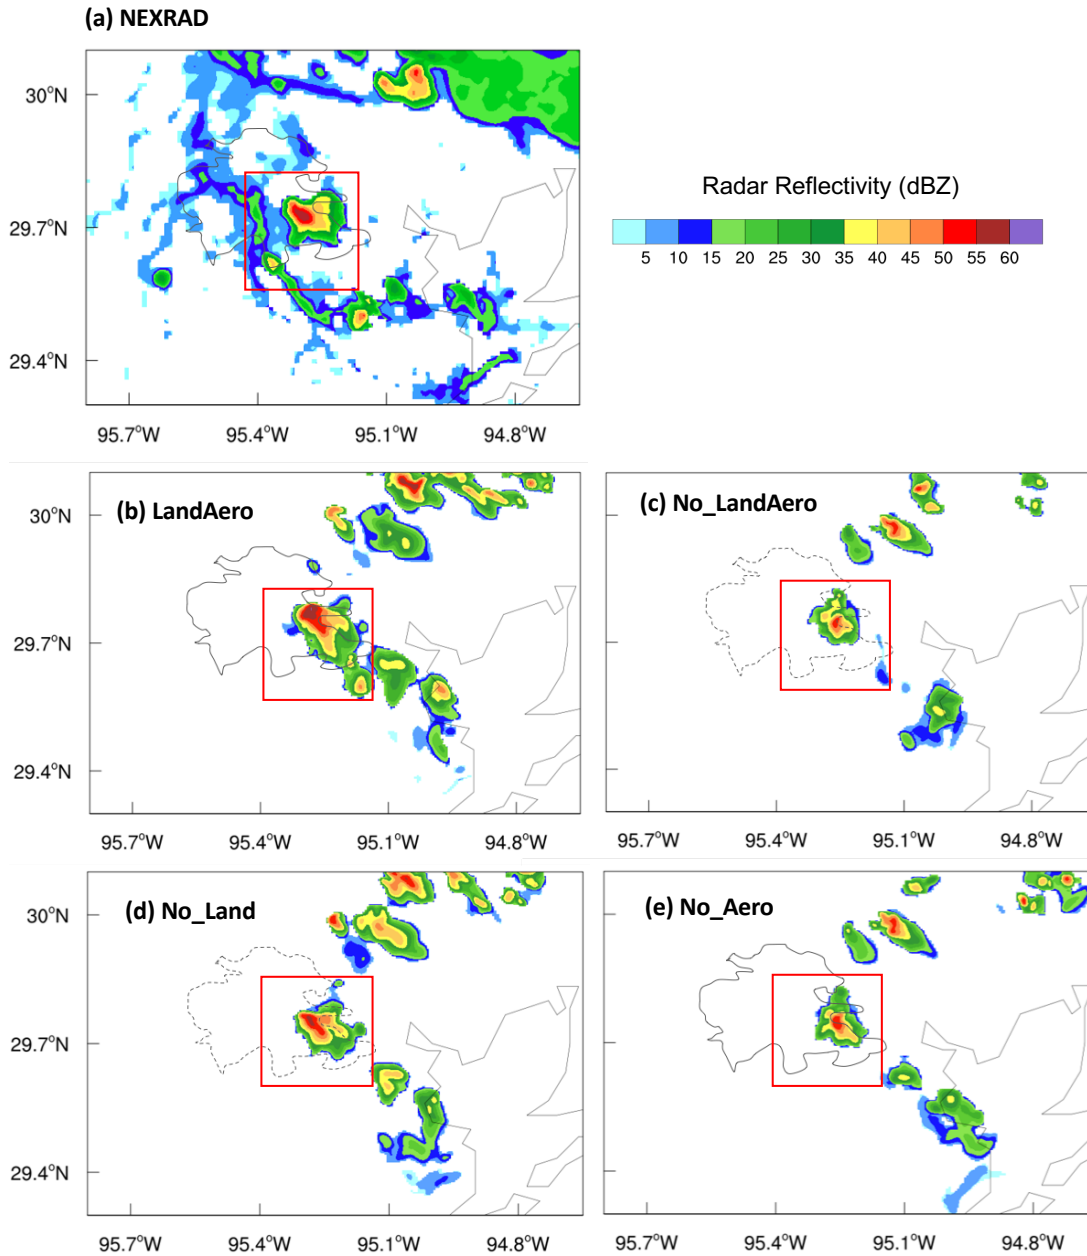 (a) NEXRAD
30°N
29.7°N
29.4°N
95.7°W 95.4°W 95.1°W 94.8°W
Radar Reflectivity (dBZ)
5 10 15 20 25 30 35 40 45 50 55 60
(b) LandAero
30°N
29.7°N
29.4°N
95.7°W 95.4°W 95.1°W 94.8°W
(c) No_LandAero
95.7°W 95.4°W 95.1°W 94.8°W
(d) No_Land
30°N
29.7°N
29.4°N
95.7°W 95.4°W 95.1°W 94.8°W
(e) No_Aero
95.7°W 95.4°W 95.1°W 94.8°W